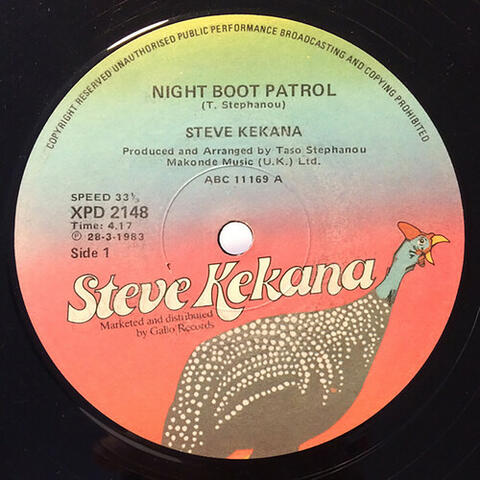 COPYRIGHT RESERVED UNAUTHORISED PUBLIC PERFORMANCE BROADCASTING AND COPYING PROHIBITED
NIGHT BOOT PATROL
(T. Stephanou)
STEVE KEKANA
Produced and Arranged by Taso Stephanou
Makonde Music (U.K.) Ltd.
ABC 11169 A
SPEED 33⅓
XPD 2148
Time: 4.17
℗ 28-3-1983
Side 1
Steve Kekana
Marketed and distributed
by Gallo Records